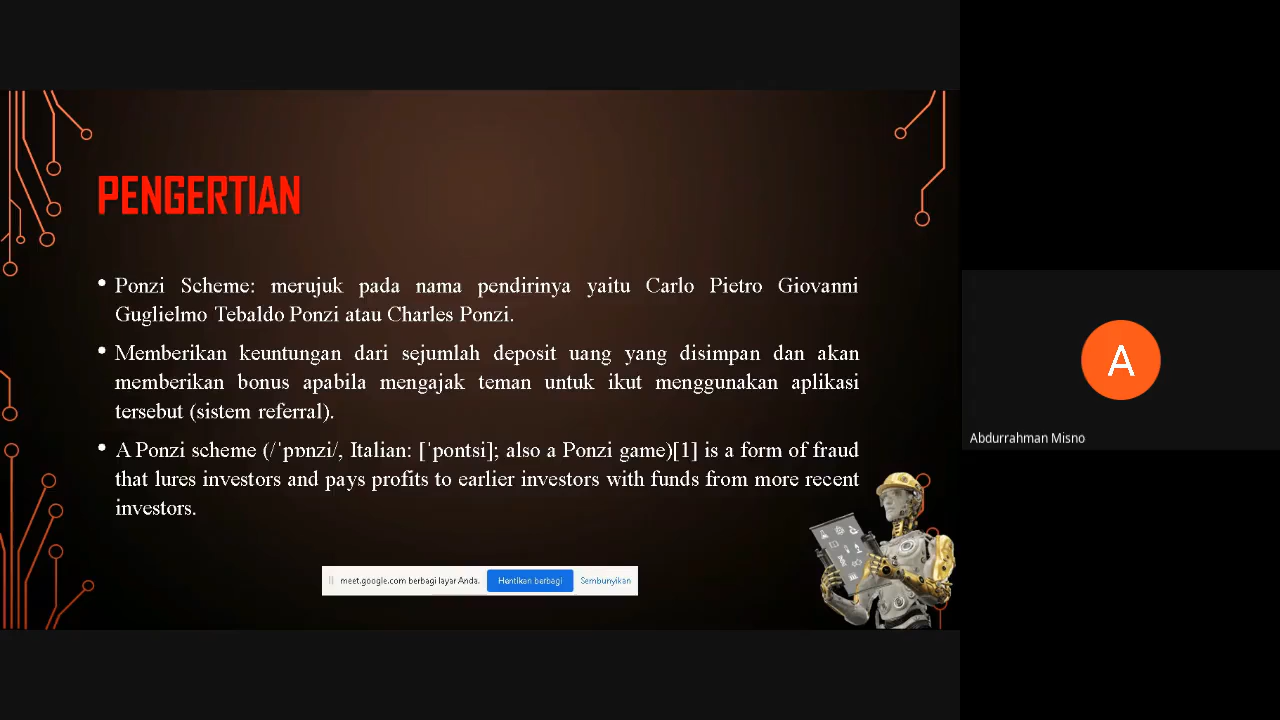 PENGERTIAN
• Ponzi Scheme: merujuk pada nama pendirinya yaitu Carlo Pietro Giovanni
Guglielmo Tebaldo Ponzi atau Charles Ponzi.
• Memberikan keuntungan dari sejumlah deposit uang yang disimpan dan akan
memberikan bonus apabila mengajak teman untuk ikut menggunakan aplikasi
tersebut (sistem referral).
• A Ponzi scheme (/ˈpɒnzi/, Italian: [ˈpontsi]; also a Ponzi game)[1] is a form of fraud
that lures investors and pays profits to earlier investors with funds from more recent
investors.
meet.google.com berbagi layar Anda. Hentikan berbagi Sembunyikan
A
Abdurrahman Misno